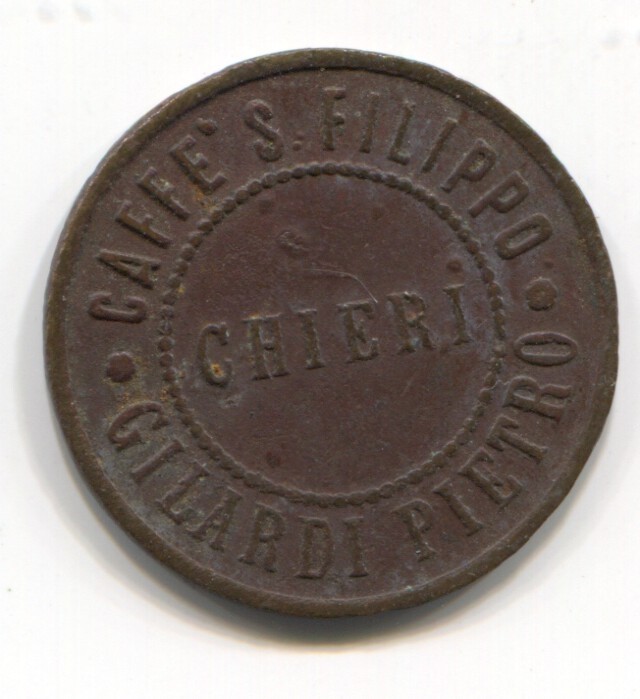 CAFFE' S. FILIPPO
CHIERI
GILARDI PIETRO